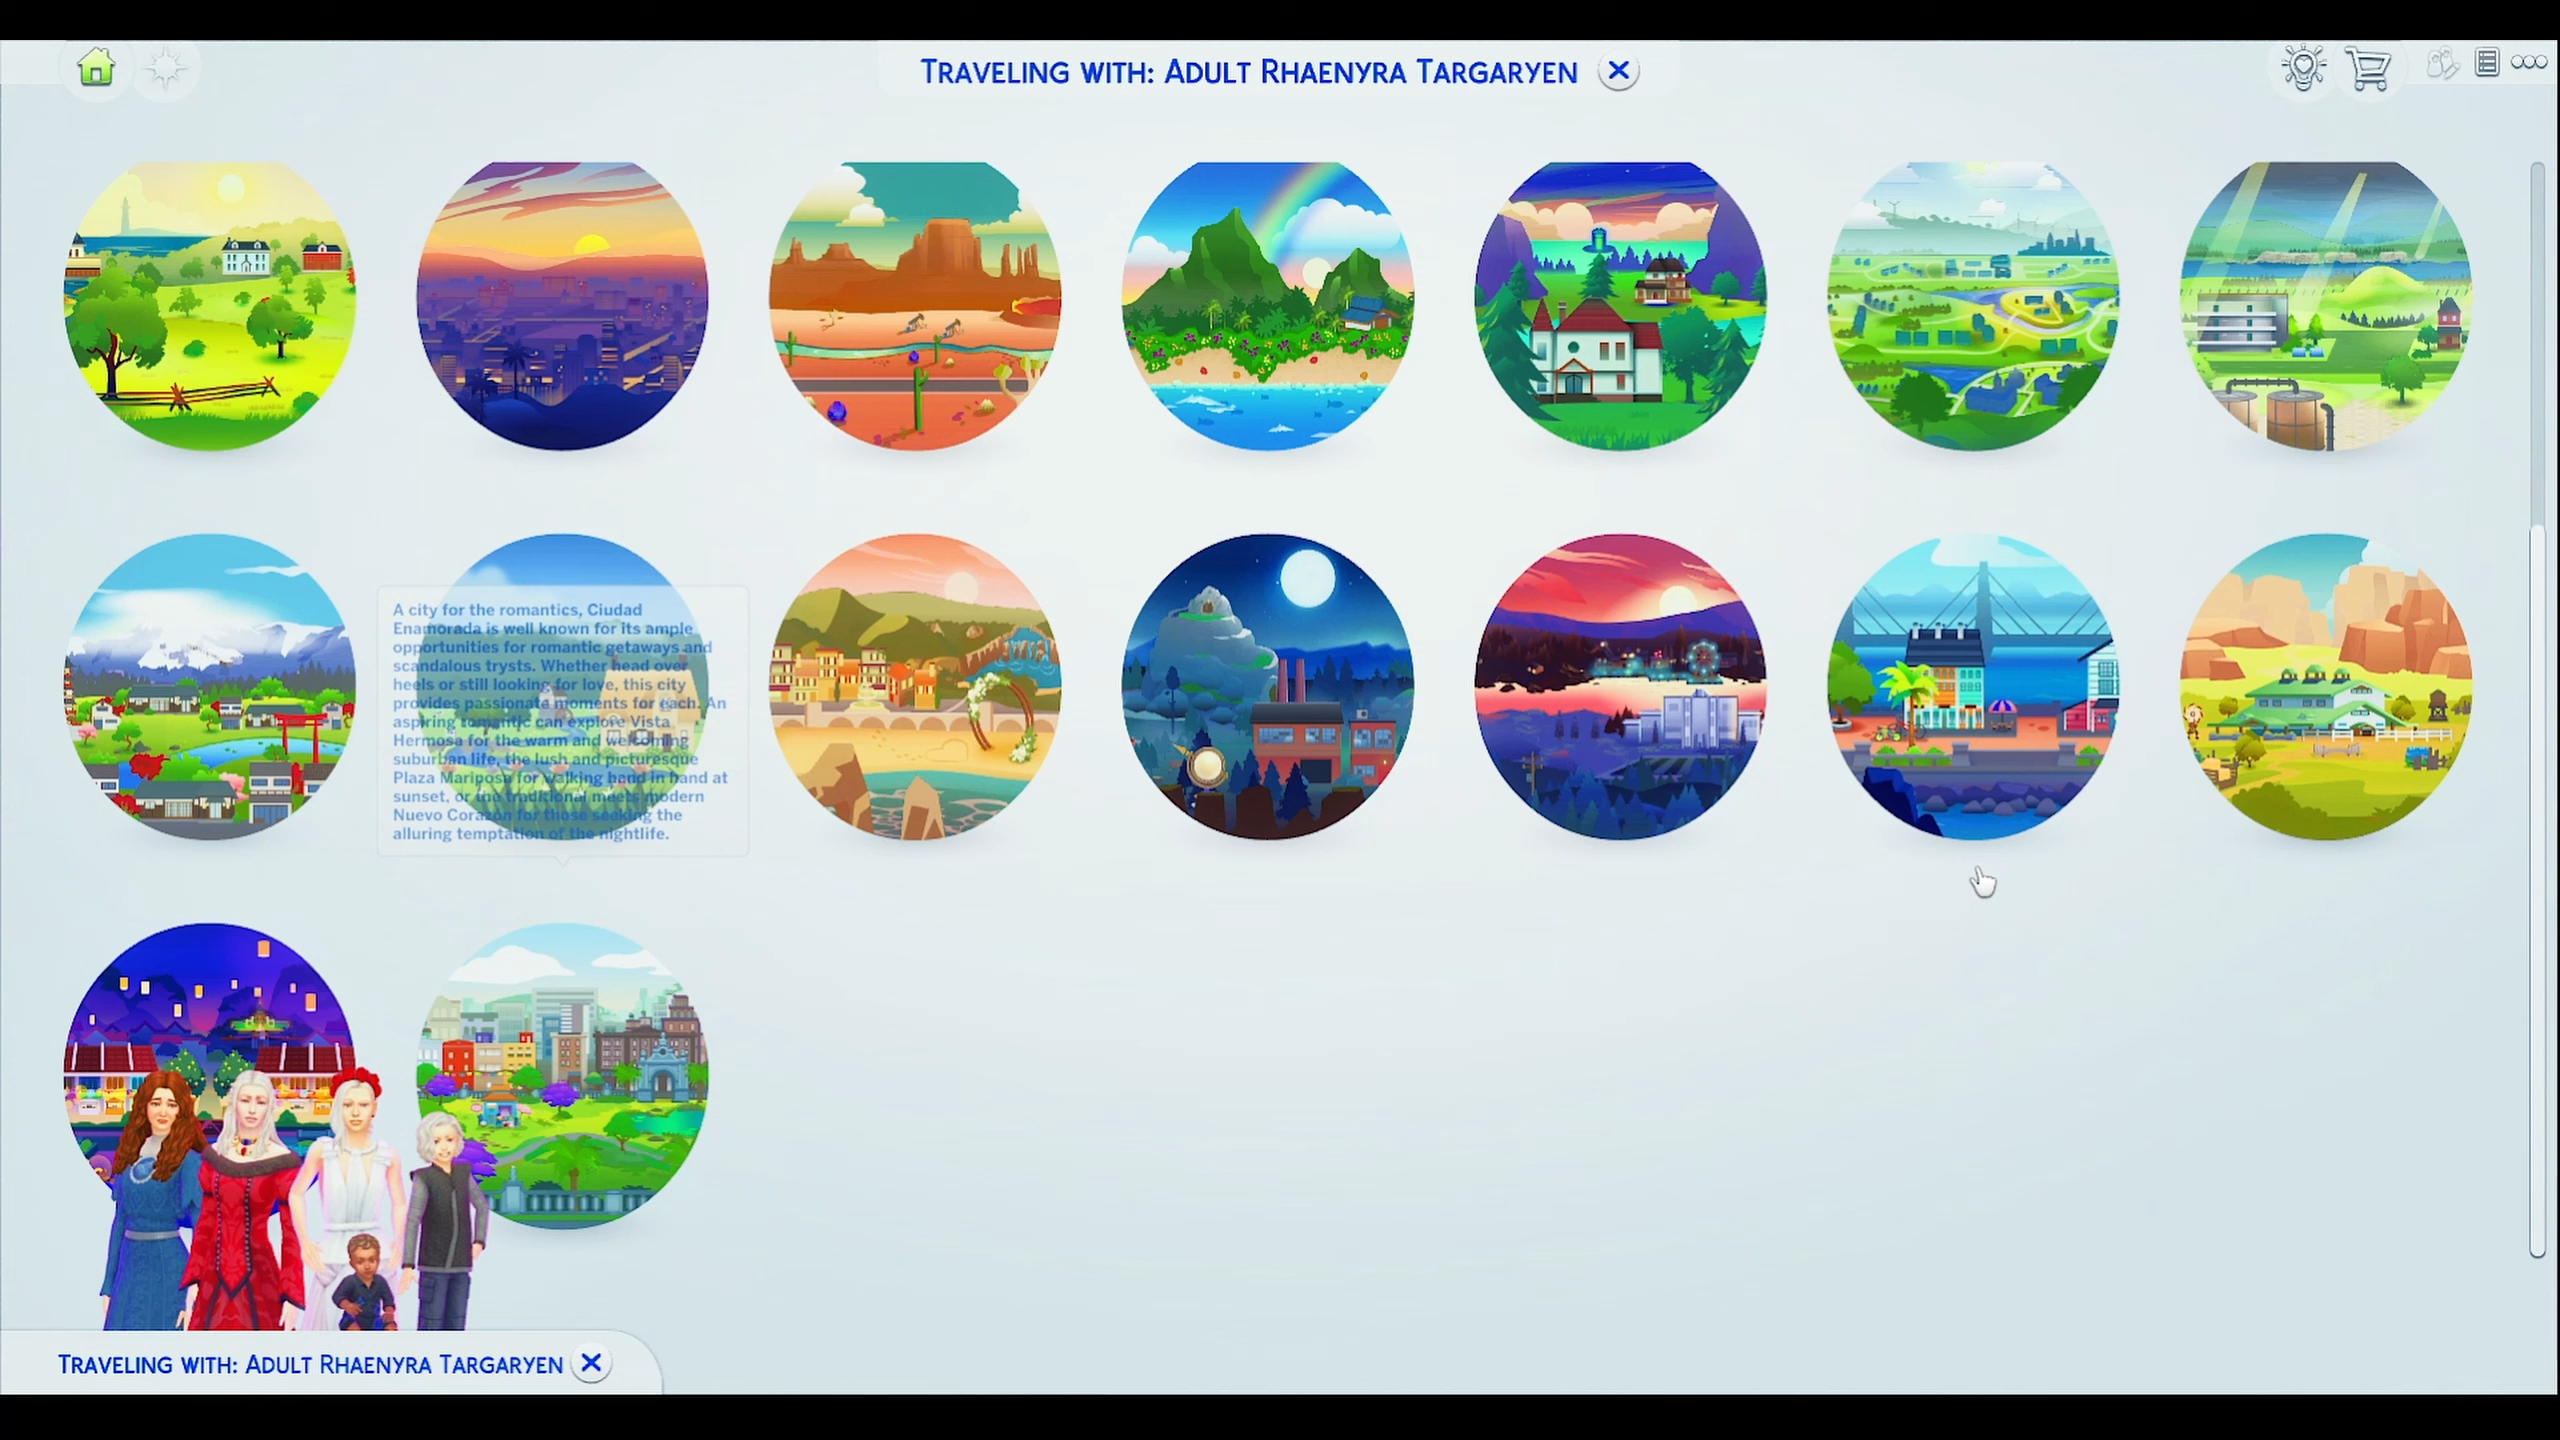 TRAVELING WITH: ADULT RHAENYRA TARGARYEN
A city for the romantics, Ciudad
Enamorada is well known for its ample
opportunities for romantic getaways and
scandalous trysts. Whether head over
heels or still looking for love, this city
provides passionate moments for each. An
aspiring romantic can explore Vista
Hermosa for the warm and welcoming
suburban life, the lush and picturesque
Plaza Mariposa for walking hand in hand at
sunset, or the traditional meets modern
Nuevo Corazón for those seeking the
alluring temptation of the nightlife.
TRAVELING WITH: ADULT RHAENYRA TARGARYEN